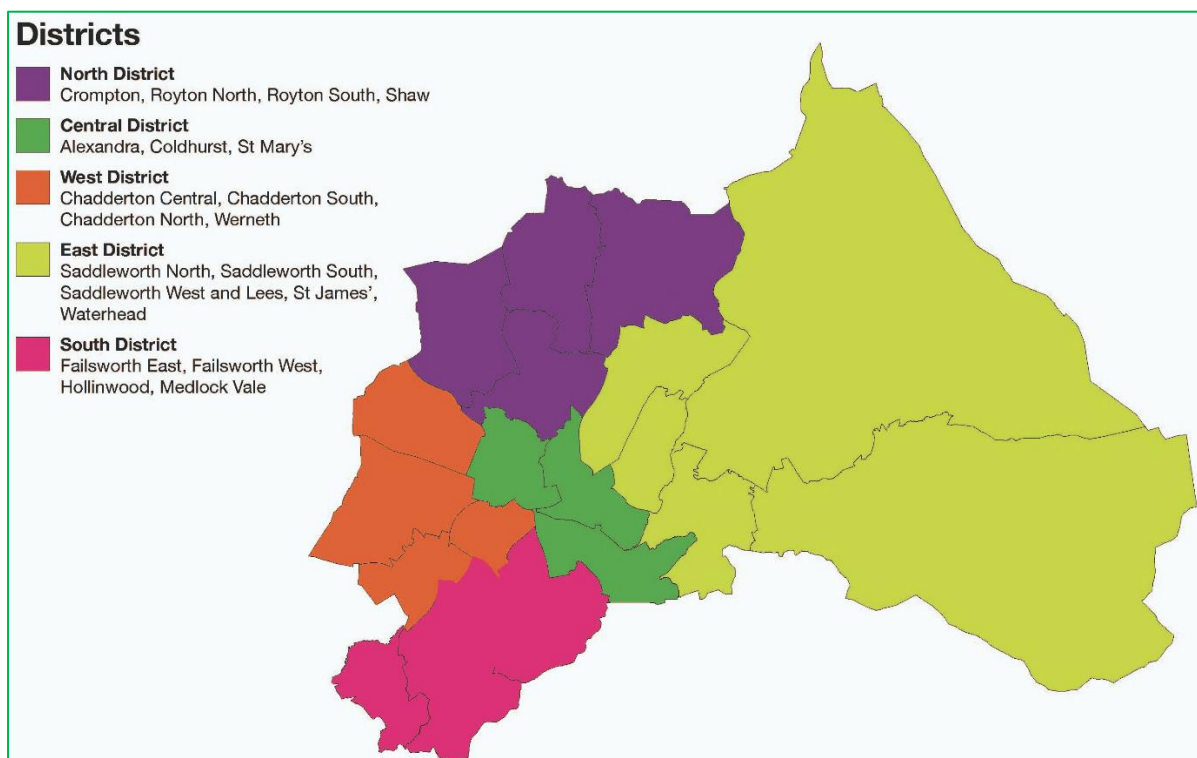 Districts
North District
Crompton, Royton North, Royton South, Shaw
Central District
Alexandra, Coldhurst, St Mary’s
West District
Chadderton Central, Chadderton South,
Chadderton North, Werneth
East District
Saddleworth North, Saddleworth South,
Saddleworth West and Lees, St James’,
Waterhead
South District
Failsworth East, Failsworth West,
Hollinwood, Medlock Vale